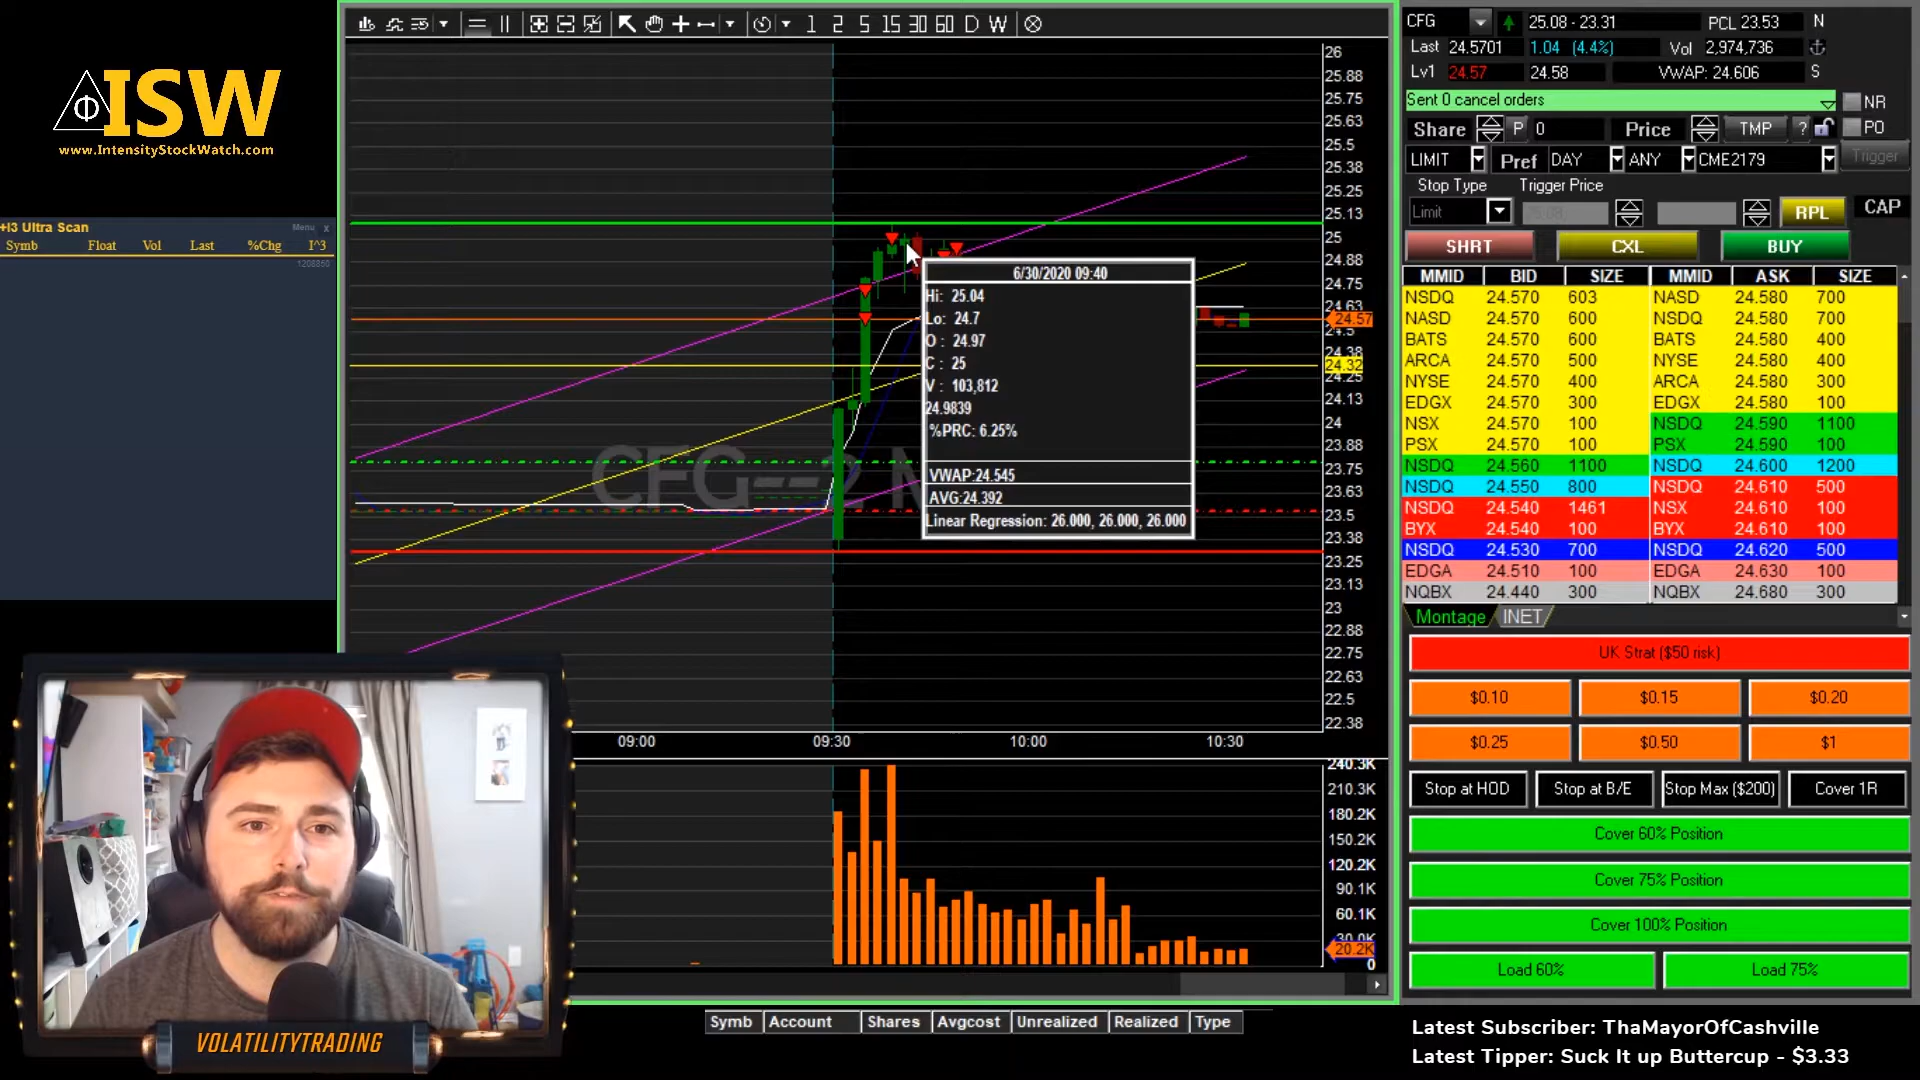 ISW
www.IntensityStockWatch.com
+I3 Ultra Scan
Menu x
Symb Float Vol Last %Chg I^3
1208850
1 2 5 15 30 60 D W
26
25.88
25.75
25.63
25.5
25.38
25.25
25.13
25
24.88
24.75
24.63
24.57
24.5
24.38
24.32
24.25
24.13
24
23.88
23.75
23.63
23.5
23.38
23.25
23.13
23
22.88
22.75
22.63
22.5
22.38
CFG--2 M
6/30/2020 09:40
Hi: 25.04
Lo: 24.7
O : 24.97
C : 25
V : 103,812
24.9839
%PRC: 6.25%
VWAP:24.545
AVG:24.392
Linear Regression: 26.000, 26.000, 26.000
09:00 09:30 10:00 10:30
240.3K
210.3K
180.2K
150.2K
120.2K
90.1K
60.1K
30.0K
20.2K
0
CFG 25.08 - 23.31 PCL 23.53 N
Last 24.5701 1.04 (4.4%) Vol 2,974,736
Lv1 24.57 24.58 VWAP: 24.606 S
Sent 0 cancel orders NR
Share P 0 Price TMP ? PO
LIMIT Pref DAY ANY CME2179 Trigger
Stop Type Trigger Price
Limit RPL CAP
SHRT CXL BUY
MMID BID SIZE MMID ASK SIZE
NSDQ 24.570 603 NASD 24.580 700
NASD 24.570 600 NSDQ 24.580 700
BATS 24.570 600 BATS 24.580 400
ARCA 24.570 500 NYSE 24.580 400
NYSE 24.570 400 ARCA 24.580 300
EDGX 24.570 300 EDGX 24.580 100
NSX 24.570 100 NSDQ 24.590 1100
PSX 24.570 100 PSX 24.590 100
NSDQ 24.560 1100 NSDQ 24.600 1200
NSDQ 24.550 800 NSDQ 24.610 500
NSDQ 24.540 1461 NSX 24.610 100
BYX 24.540 100 BYX 24.610 100
NSDQ 24.530 700 NSDQ 24.620 500
EDGA 24.510 100 EDGA 24.630 100
NQBX 24.440 300 NQBX 24.680 300
Montage INET
UK Strat ($50 risk)
$0.10 $0.15 $0.20
$0.25 $0.50 $1
Stop at HOD Stop at B/E Stop Max ($200) Cover 1R
Cover 60% Position
Cover 75% Position
Cover 100% Position
Load 60% Load 75%
Symb Account Shares Avgcost Unrealized Realized Type
VOLATILITYTRADING
Latest Subscriber: ThaMayorOfCashville
Latest Tipper: Suck It up Buttercup - $3.33